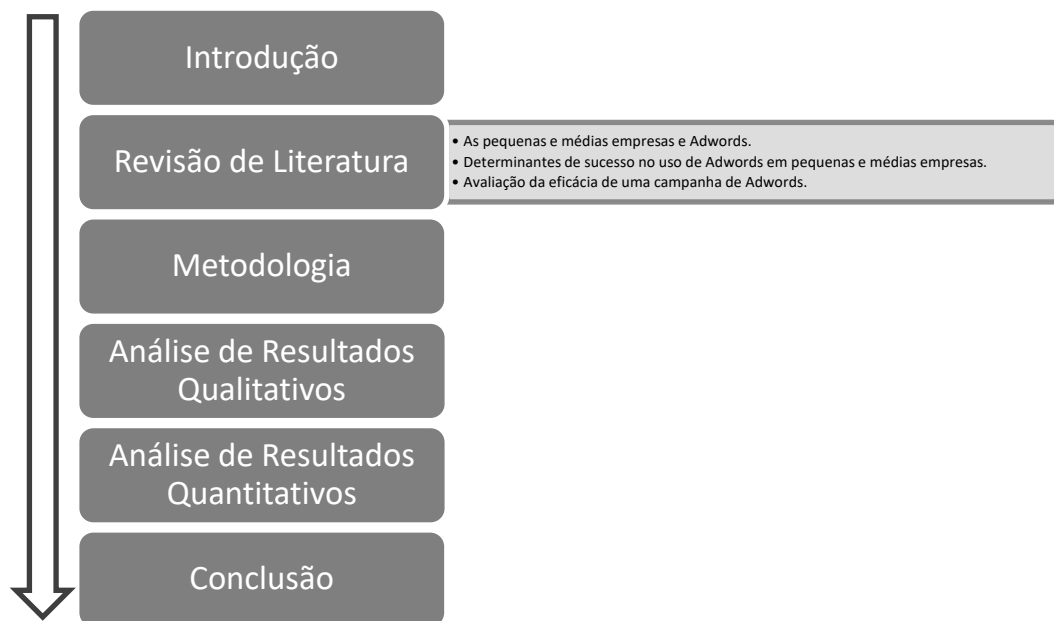 Introdução
Revisão de Literatura
• As pequenas e médias empresas e Adwords.
• Determinantes de sucesso no uso de Adwords em pequenas e médias empresas.
• Avaliação da eficácia de uma campanha de Adwords.
Metodologia
Análise de Resultados
Qualitativos
Análise de Resultados
Quantitativos
Conclusão